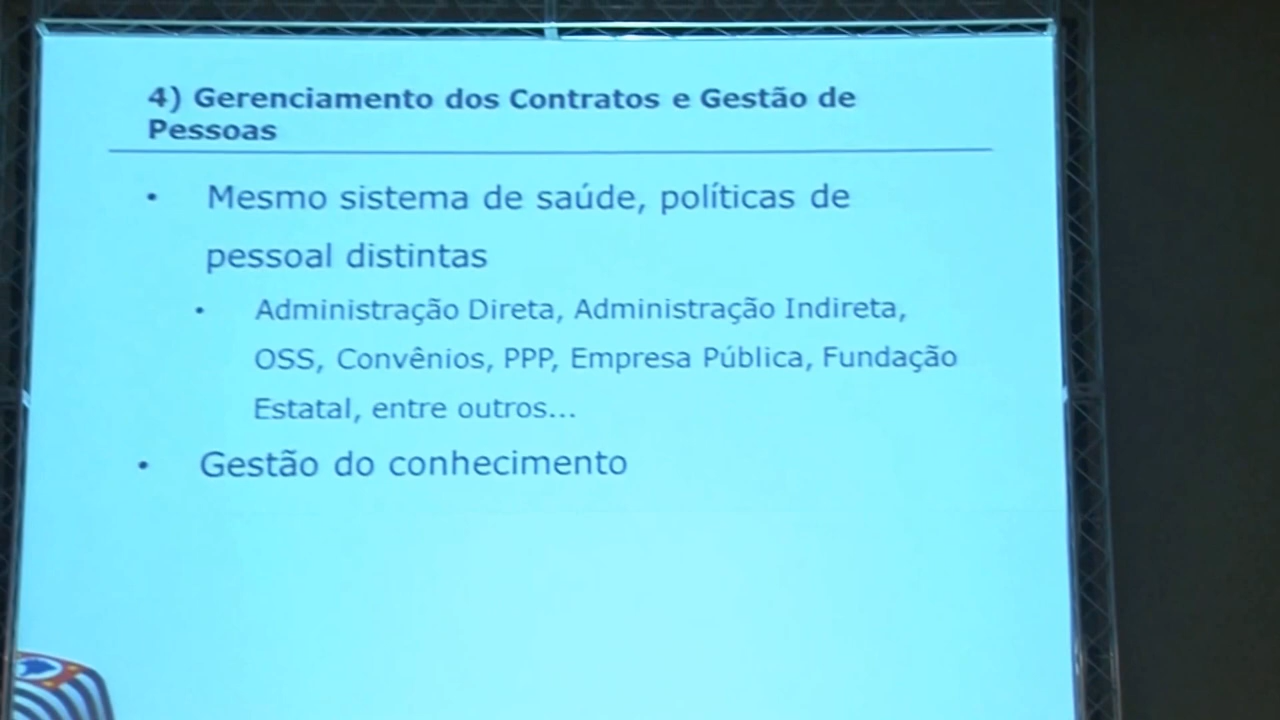 4) Gerenciamento dos Contratos e Gestão de
Pessoas
• Mesmo sistema de saúde, políticas de
pessoal distintas
• Administração Direta, Administração Indireta,
OSS, Convênios, PPP, Empresa Pública, Fundação
Estatal, entre outros...
• Gestão do conhecimento